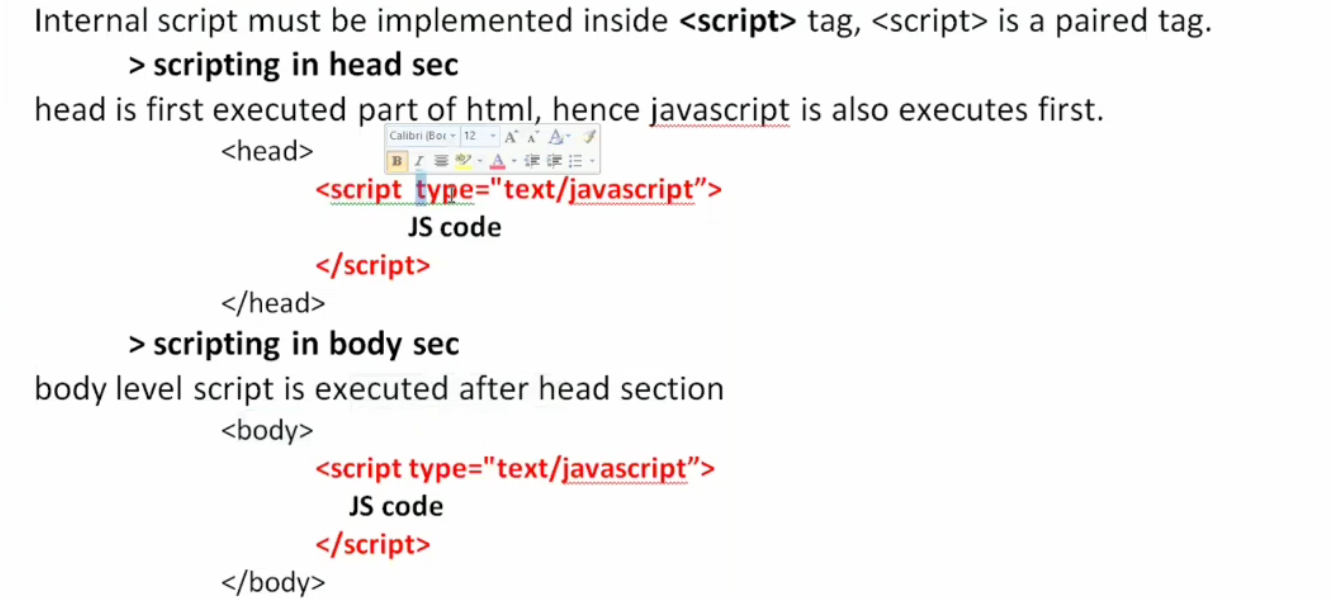 Internal script must be implemented inside <script> tag, <script> is a paired tag.
> scripting in head sec
head is first executed part of html, hence javascript is also executes first.
Calibri (Boc 12
<head>
<script type="text/javascript”>
JS code
</script>
</head>
> scripting in body sec
body level script is executed after head section
<body>
<script type="text/javascript”>
JS code
</script>
</body>